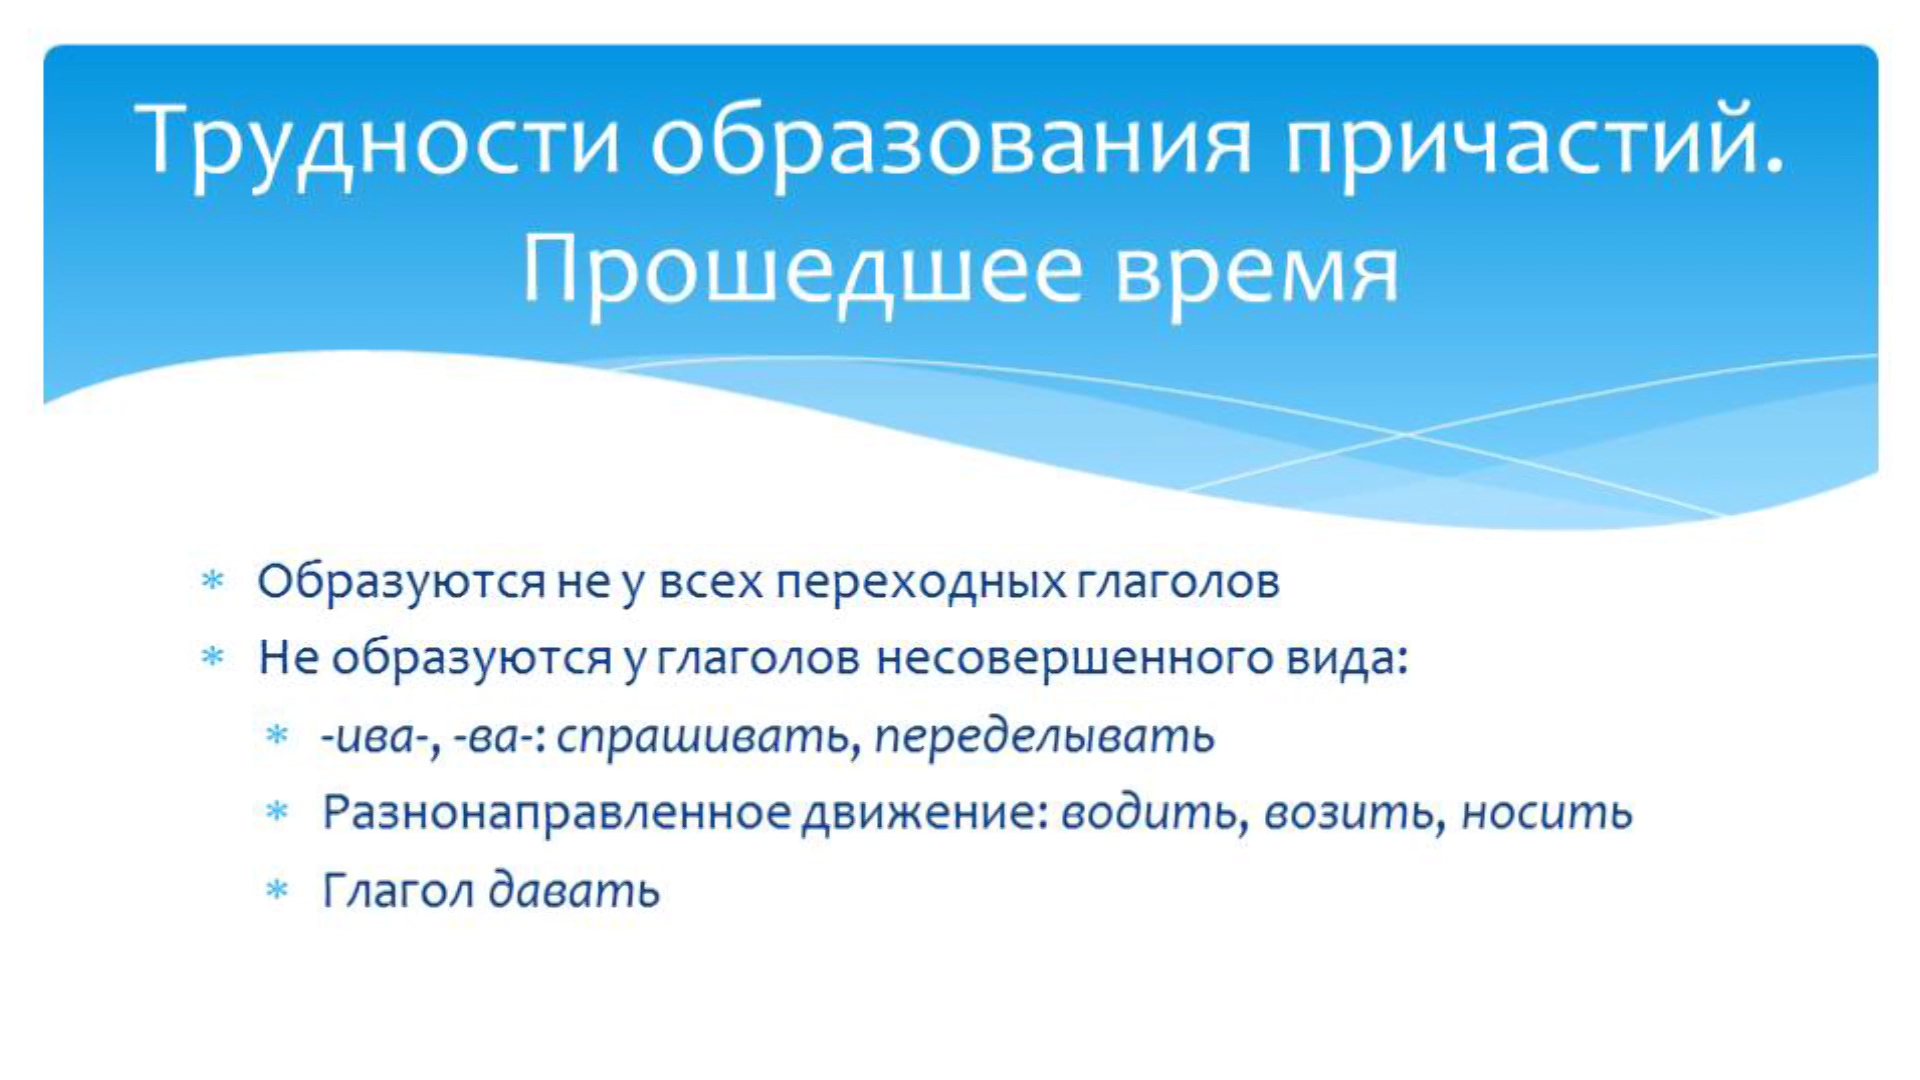 Трудности образования причастий.
Прошедшее время
* Образуются не у всех переходных глаголов
* Не образуются у глаголов несовершенного вида:
* -ива-, -ва-: спрашивать, переделывать
* Разнонаправленное движение: водить, возить, носить
* Глагол давать